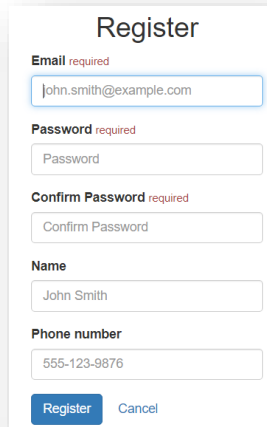 Register
Email required
john.smith@example.com
Password required
Password
Confirm Password required
Confirm Password
Name
John Smith
Phone number
555-123-9876
Register Cancel